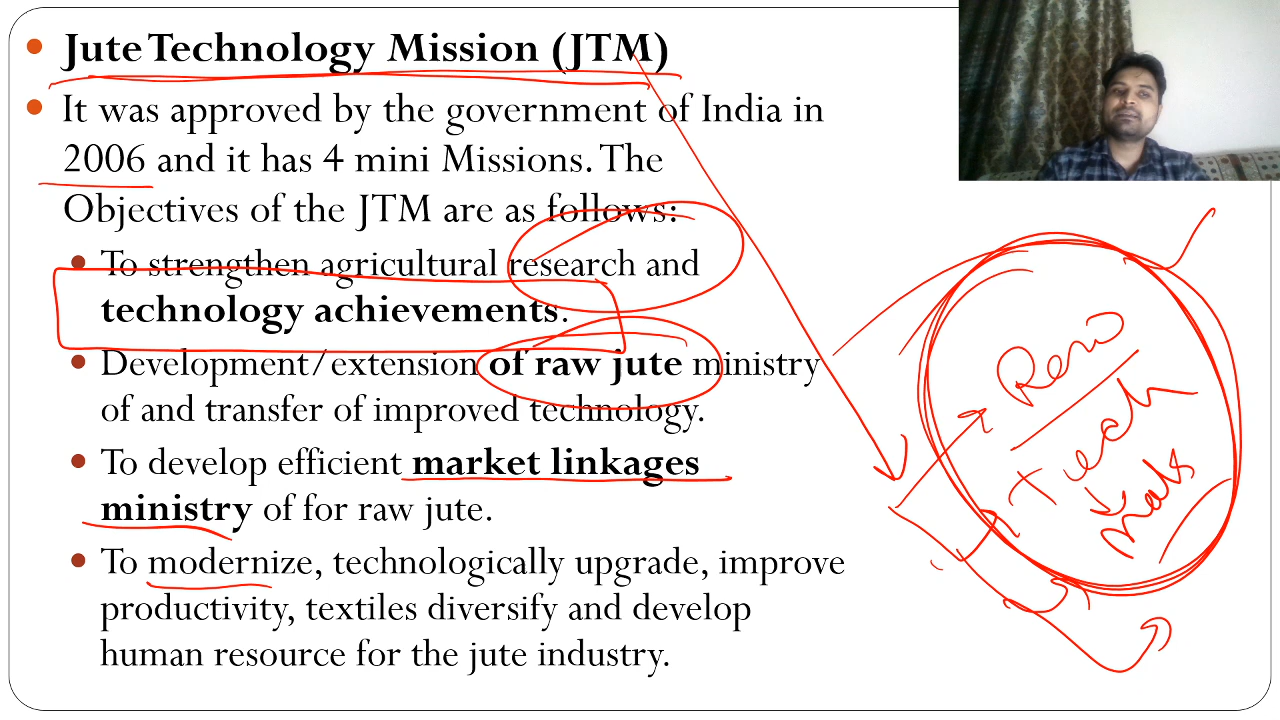 Jute Technology Mission (JTM)
It was approved by the government of India in
2006 and it has 4 mini Missions. The
Objectives of the JTM are as follows:
To strengthen agricultural research and
technology achievements.
Development/extension of raw jute ministry
of and transfer of improved technology.
To develop efficient market linkages
ministry of for raw jute.
To modernize, technologically upgrade, improve
productivity, textiles diversify and develop
human resource for the jute industry.
Tech